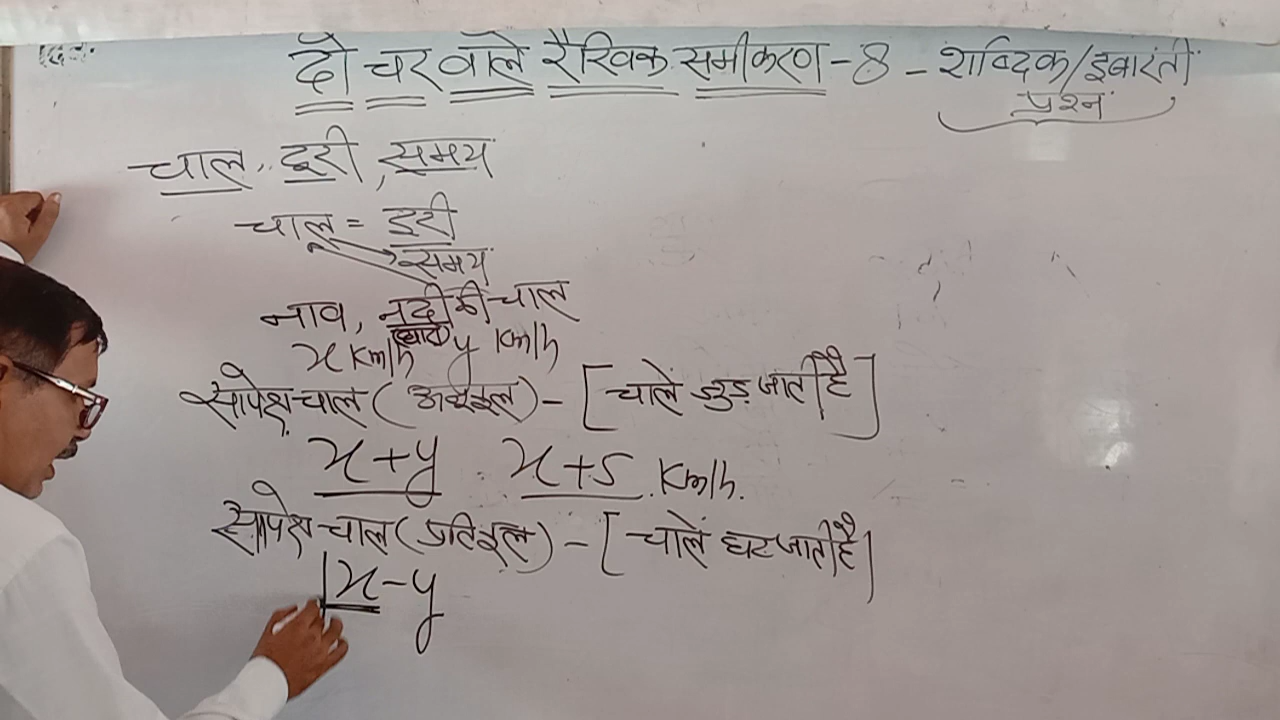 दो चर वाले रैखिक समीकरण - 8 - शाब्दिक/इबारती
प्रश्न
चाल, दूरी, समय
चाल = दूरी
समय
नाव, नदी की चाल
धारा
x Km/h y Km/h
सापेक्ष चाल (अनुकूल) - [चालें जुड़ जाती है]
x+y x+5 Km/h.
सापेक्ष चाल (प्रतिकूल) - [चालें घट जाती है]
x-y